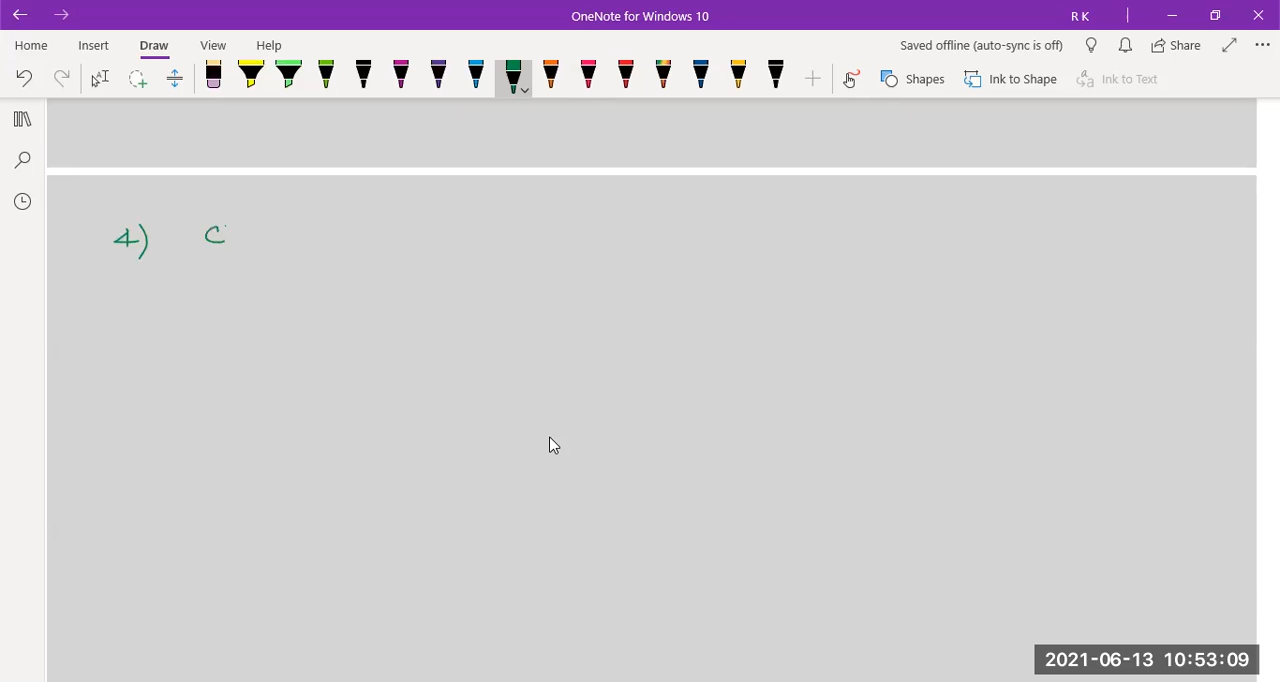 OneNote for Windows 10
R K
Home Insert Draw View Help
Saved offline (auto-sync is off) Share
Shapes Ink to Shape Ink to Text
4) C
2021-06-13 10:53:09